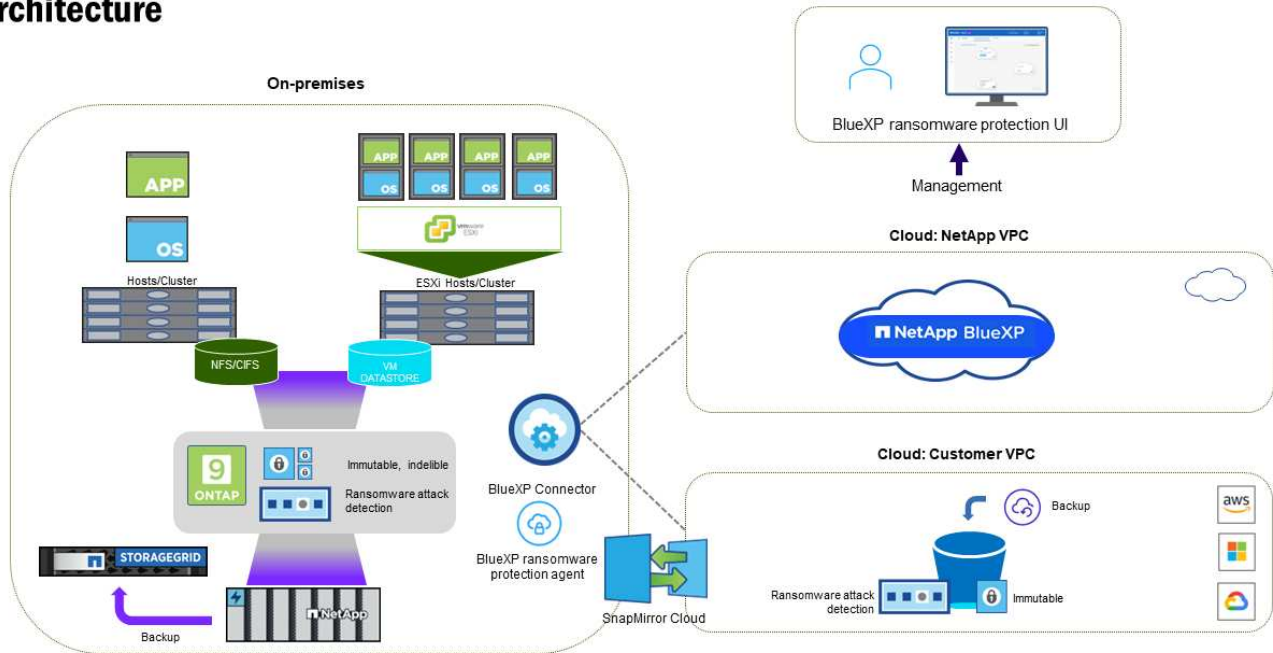 rchitecture
On-premises
APP
OS
Hosts/Cluster
APP APP APP APP
OS OS OS OS
vmware
ESXi
ESXi Hosts/Cluster
NFS/CIFS
VM
DATASTORE
9
ONTAP
Immutable, indelible
Ransomware attack
detection
STORAGEGRID
Backup
NetApp
BlueXP Connector
BlueXP ransomware
protection agent
SnapMirror Cloud
BlueXP ransomware protection UI
Management
Cloud: NetApp VPC
NetApp BlueXP
Cloud: Customer VPC
Backup
Ransomware attack
detection
Immutable
aws